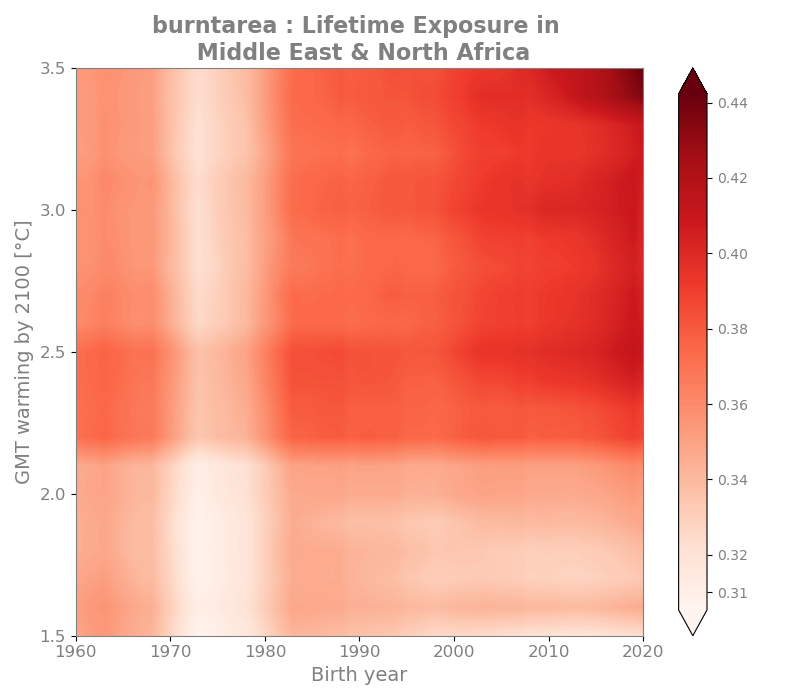 burntarea : Lifetime Exposure in
Middle East & North Africa
GMT warming by 2100 [°C]
3.5
3.0
2.5
2.0
1.5
1960 1970 1980 1990 2000 2010 2020
Birth year
0.44
0.42
0.40
0.38
0.36
0.34
0.32
0.31